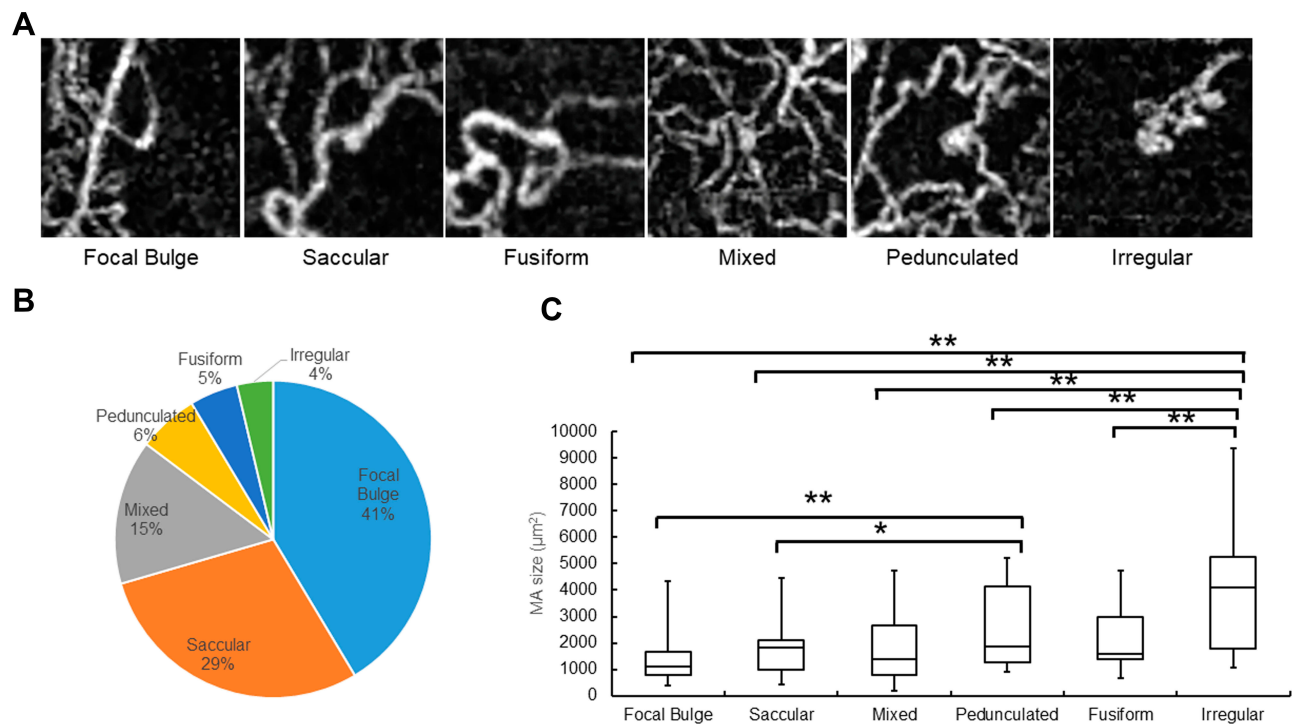 A
Focal Bulge Saccular Fusiform Mixed Pedunculated Irregular
B
Fusiform
5%
Irregular
4%
Pedunculated
6%
Mixed
15%
Focal
Bulge
41%
Saccular
29%
C
**
**
**
**
**
**
*
MA size (µm²)
10000
9000
8000
7000
6000
5000
4000
3000
2000
1000
0
Focal Bulge Saccular Mixed Pedunculated Fusiform Irregular